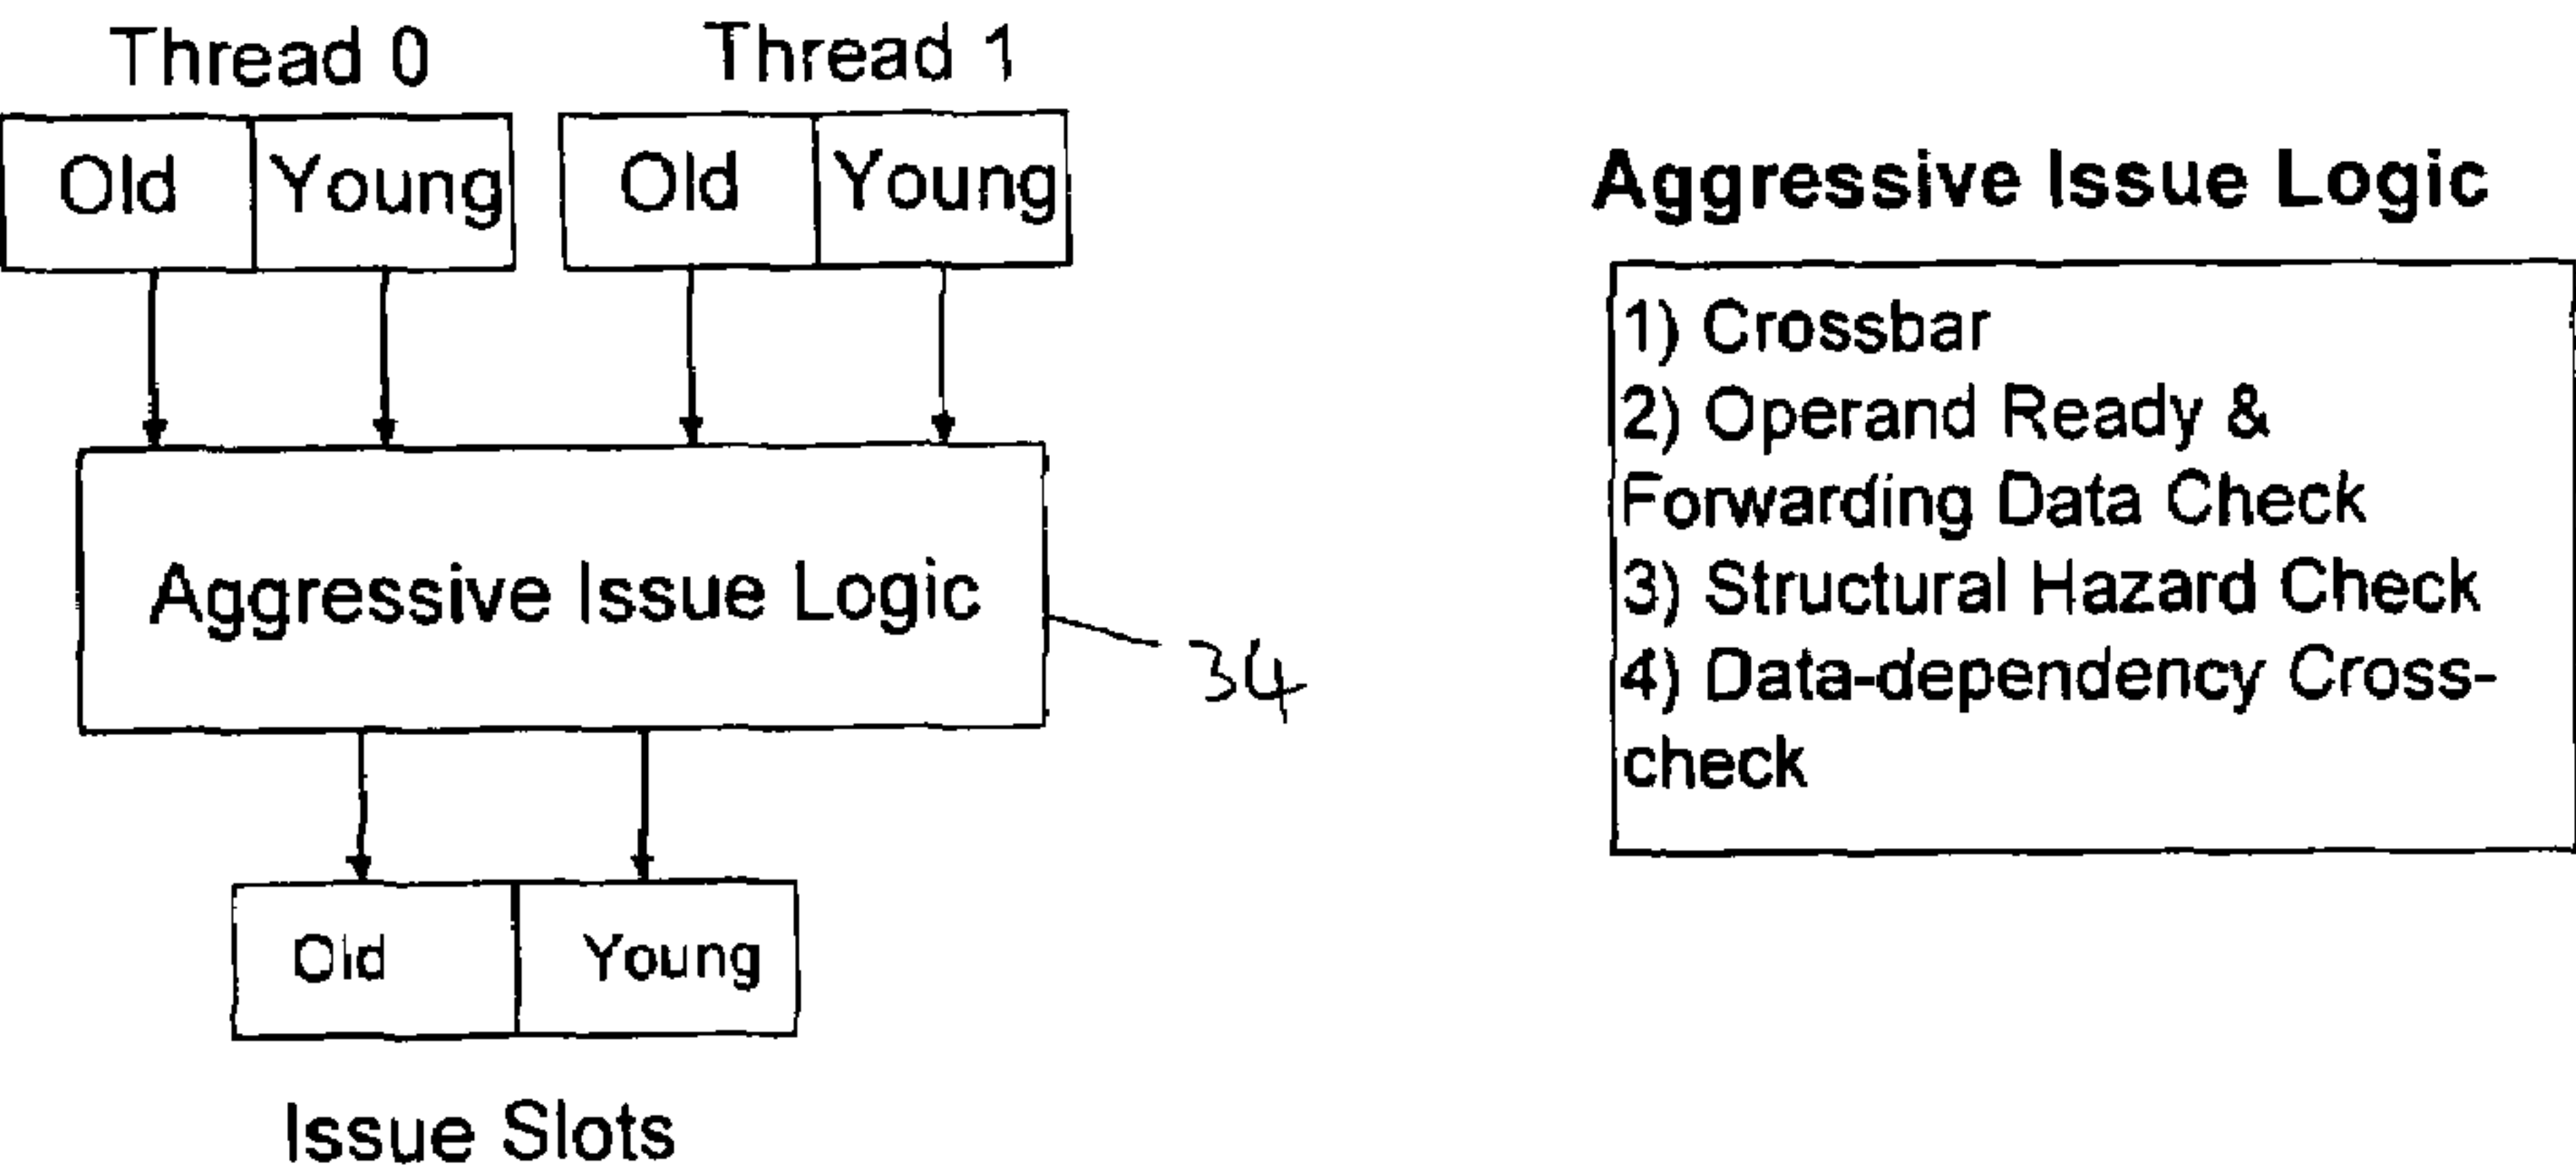 Thread 0
Thread 1
Old
Young
Old
Young
Aggressive Issue Logic
34
Old
Young
Issue Slots
Aggressive Issue Logic
1) Crossbar
2) Operand Ready &
Forwarding Data Check
3) Structural Hazard Check
4) Data-dependency Cross-
check